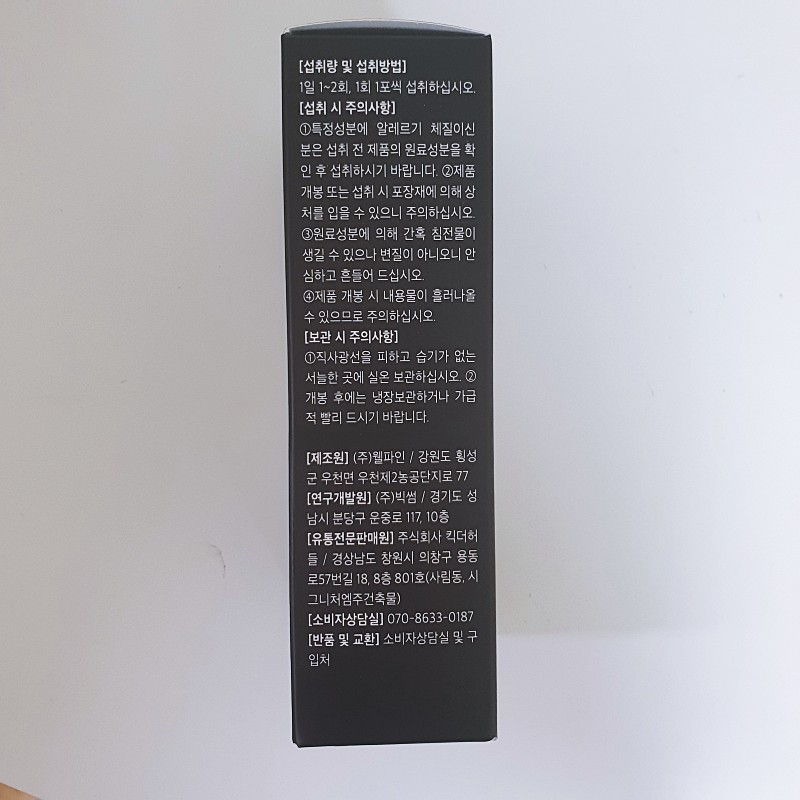 [섭취량 및 섭취방법]
1일 1~2회, 1회 1포씩 섭취하십시오.
[섭취 시 주의사항]
①특정성분에 알레르기 체질이신
분은 섭취 전 제품의 원료성분을 확
인 후 섭취하시기 바랍니다. ②제품
개봉 또는 섭취 시 포장재에 의해 상
처를 입을 수 있으니 주의하십시오.
③원료성분에 의해 간혹 침전물이
생길 수 있으나 변질이 아니오니 안
심하고 흔들어 드십시오.
④제품 개봉 시 내용물이 흘러나올
수 있으므로 주의하십시오.
[보관 시 주의사항]
①직사광선을 피하고 습기가 없는
서늘한 곳에 실온 보관하십시오. ②
개봉 후에는 냉장보관하거나 가급
적 빨리 드시기 바랍니다.
[제조원] (주)웰파인 / 강원도 횡성
군 우천면 우천제2농공단지로 77
[연구개발원] (주)빅썸 / 경기도 성
남시 분당구 운중로 117, 10층
[유통전문판매원] 주식회사 킥더허
들 / 경상남도 창원시 의창구 용동
로57번길 18, 8층 801호(사림동, 시
그니처엠주건축물)
[소비자상담실] 070-8633-0187
[반품 및 교환] 소비자상담실 및 구
입처